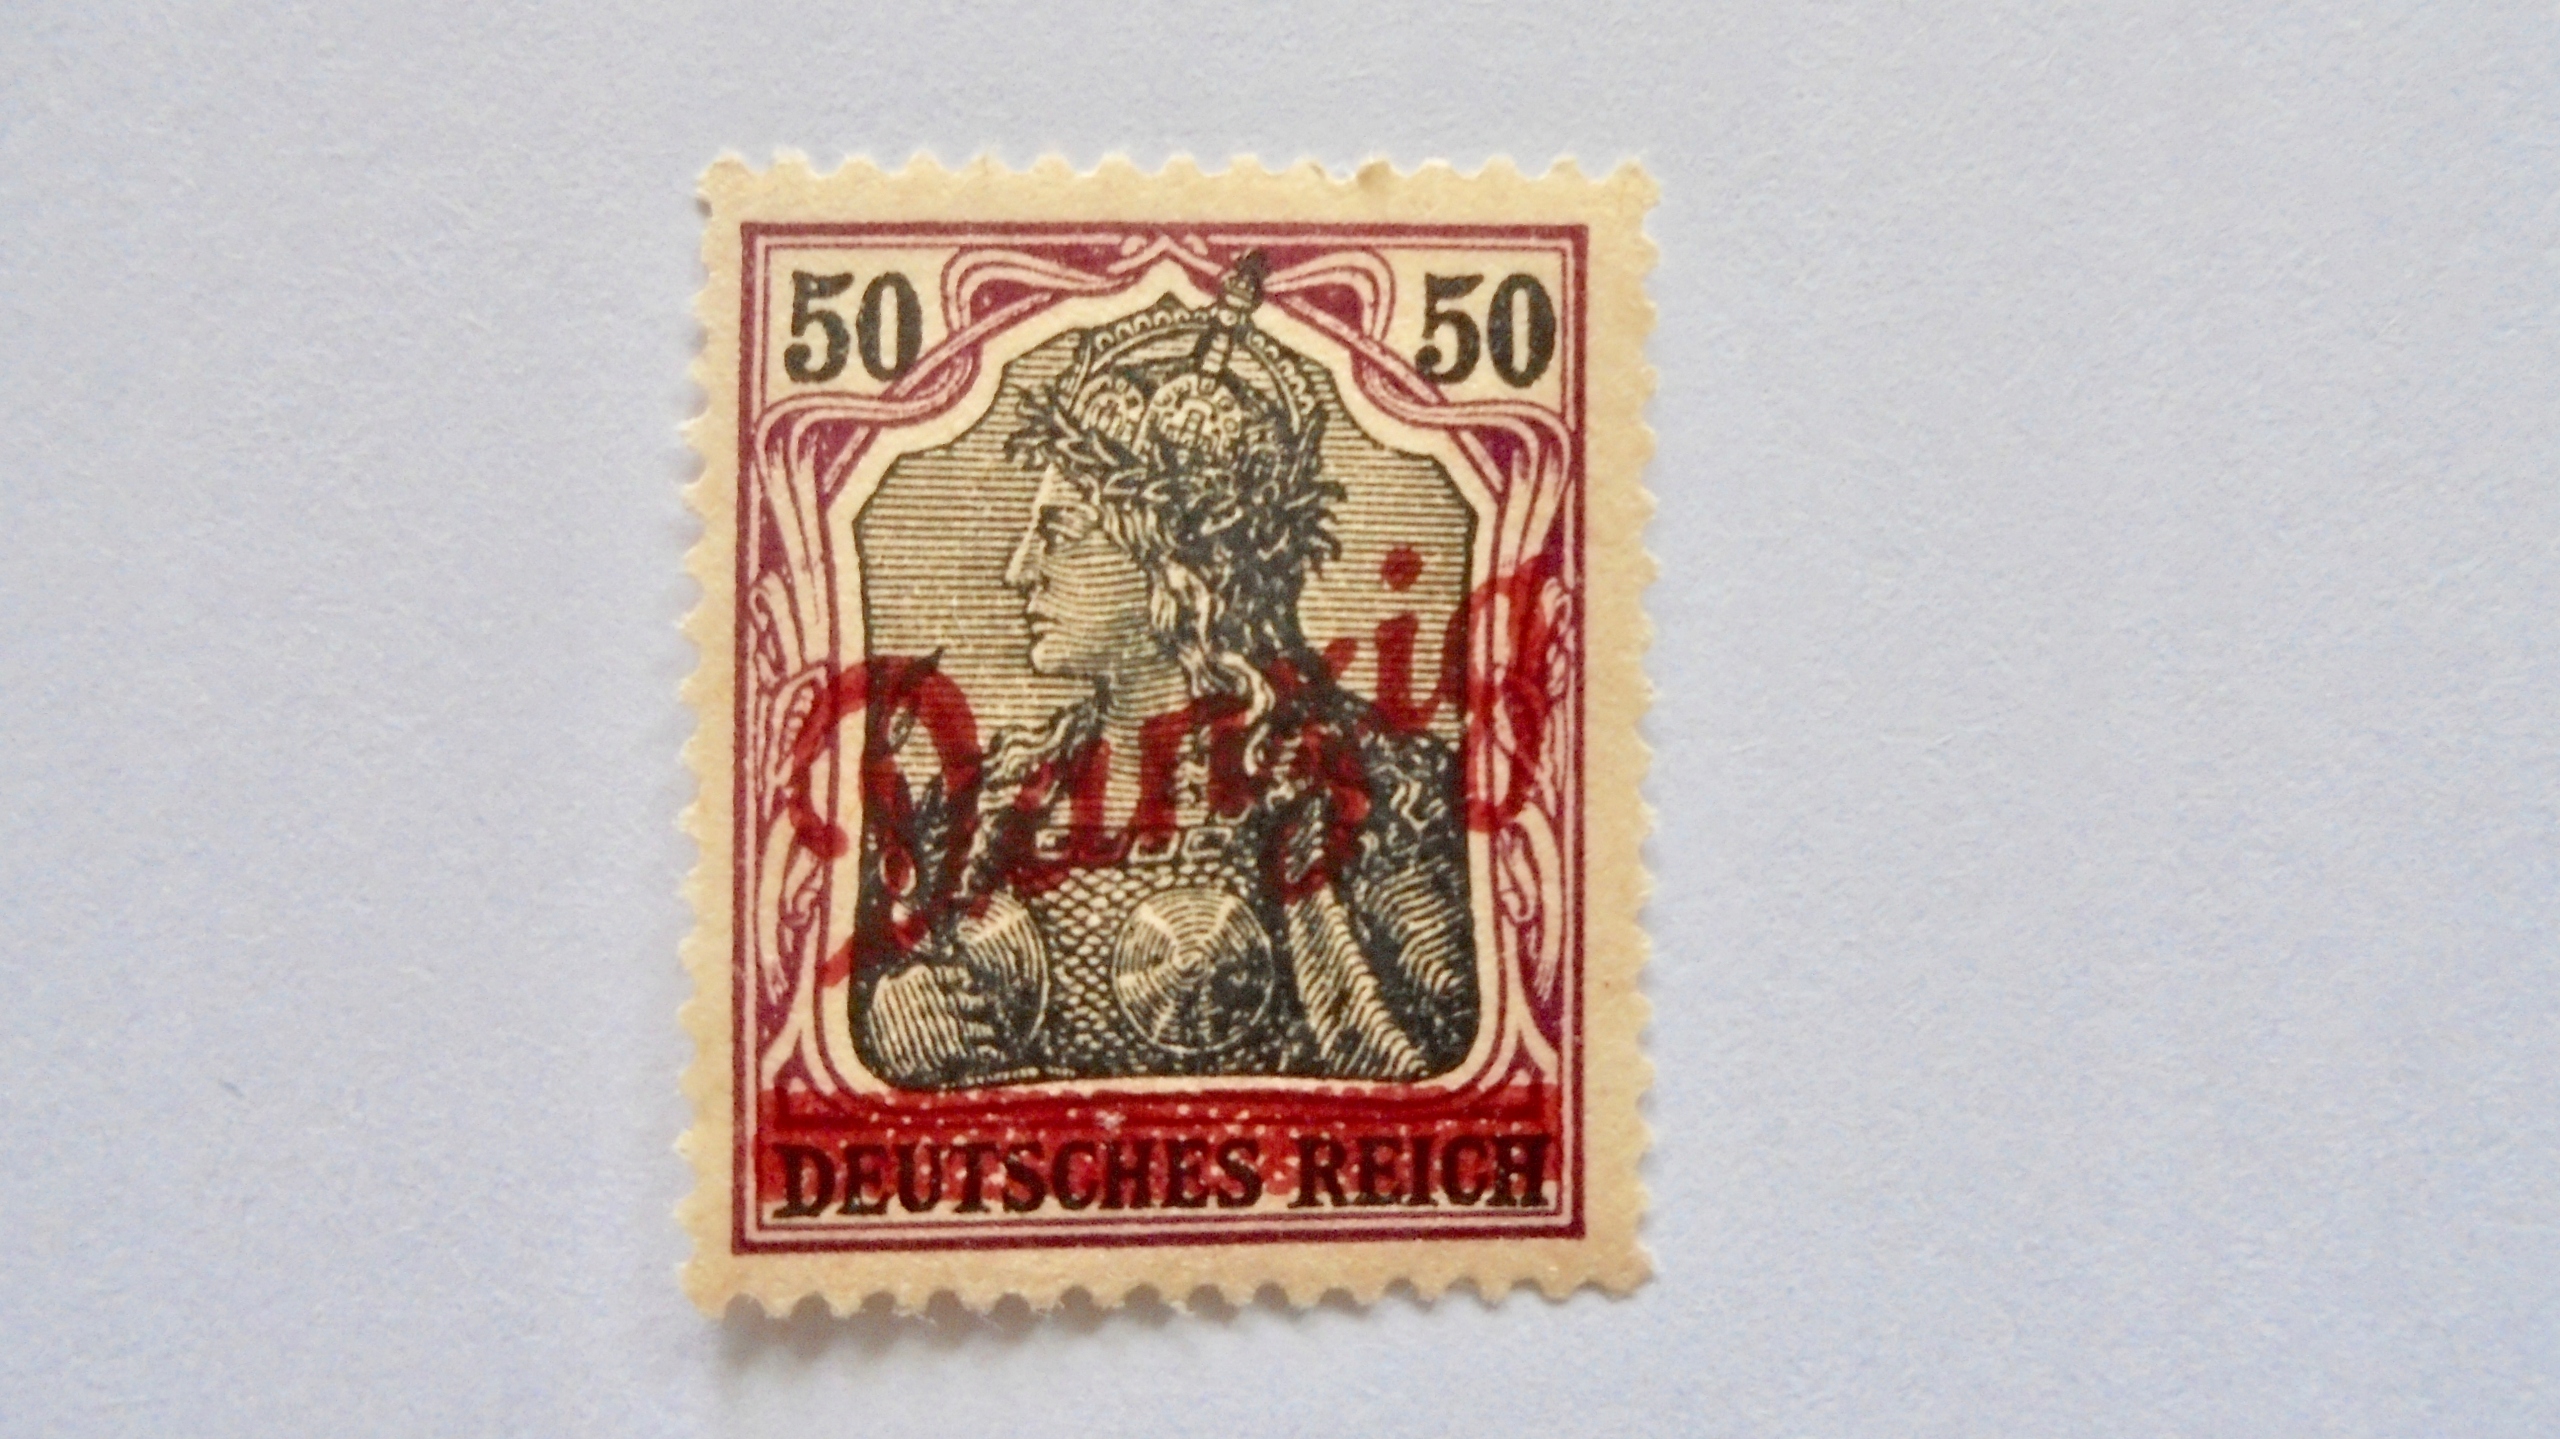 50 50
Danzig
DEUTSCHES REICH